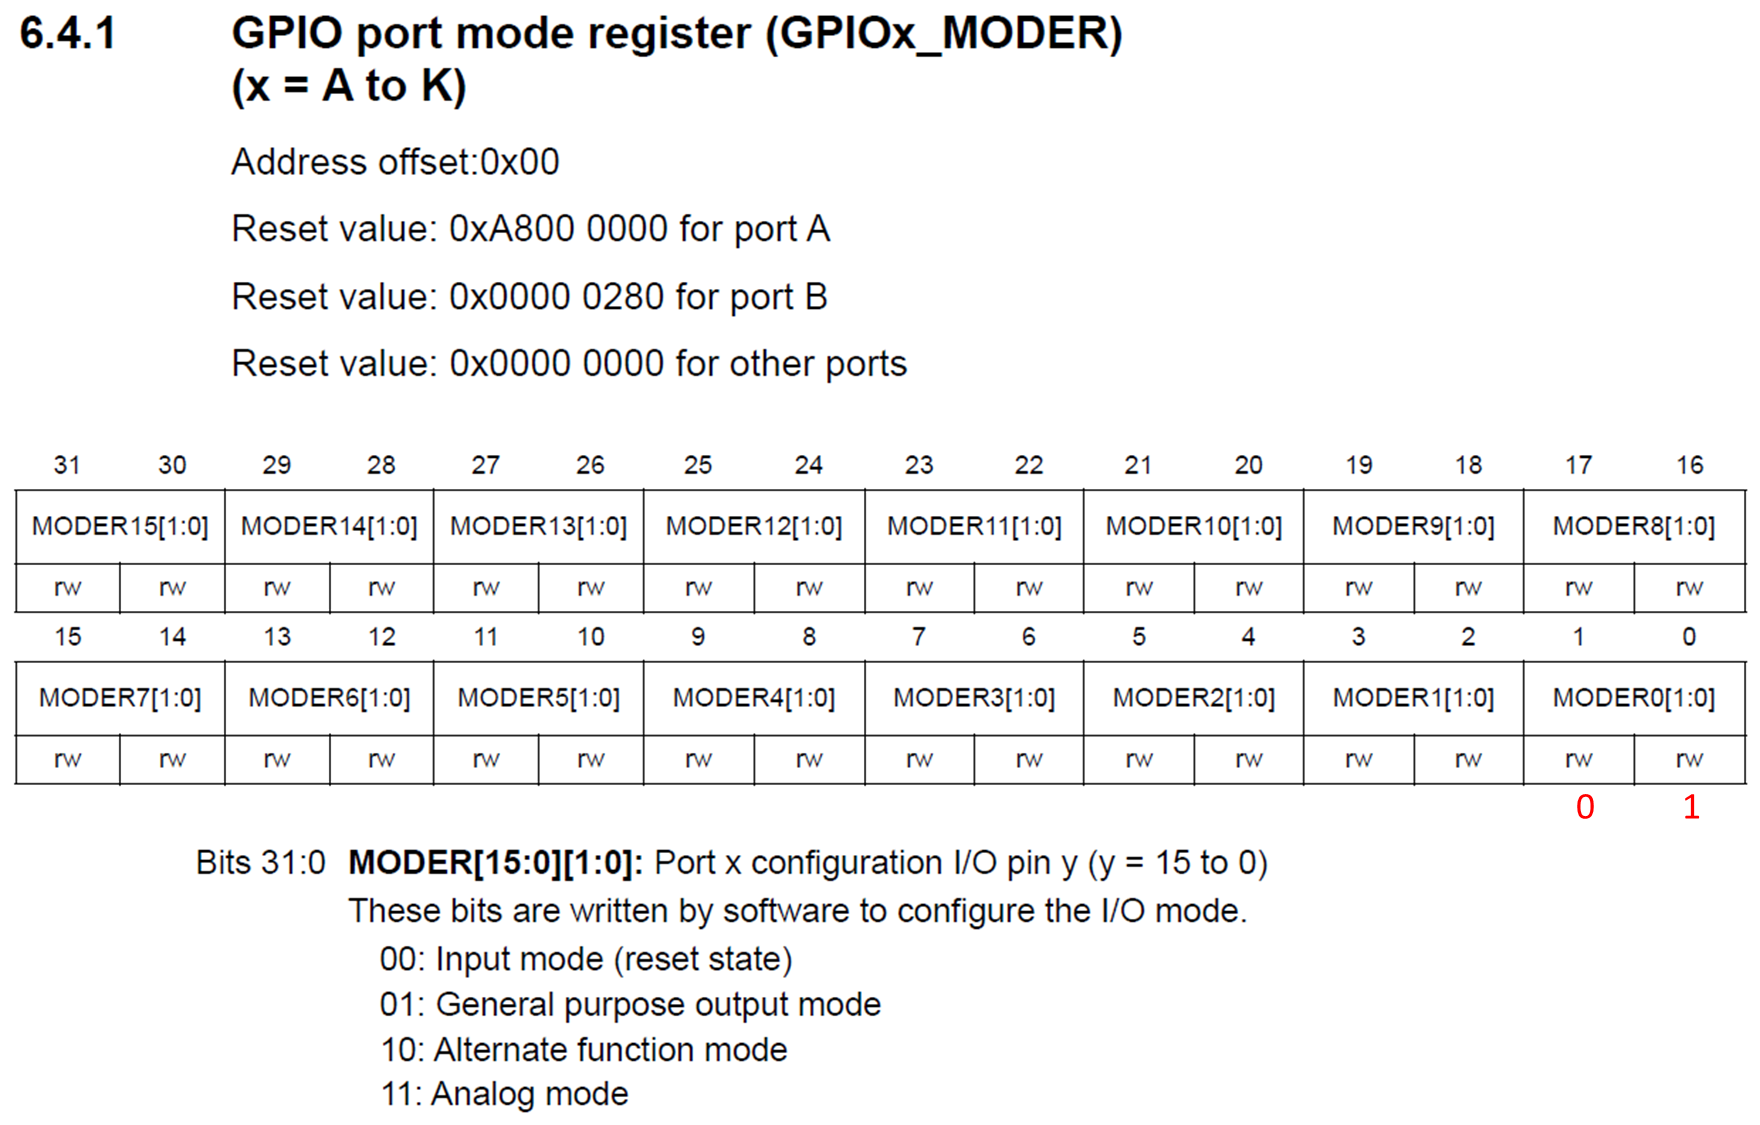 6.4.1 GPIO port mode register (GPIOx_MODER)
(x = A to K)
Address offset:0x00
Reset value: 0xA800 0000 for port A
Reset value: 0x0000 0280 for port B
Reset value: 0x0000 0000 for other ports
31 30 29 28 27 26 25 24 23 22 21 20 19 18 17 16
MODER15[1:0] MODER14[1:0] MODER13[1:0] MODER12[1:0] MODER11[1:0] MODER10[1:0] MODER9[1:0] MODER8[1:0]
rw rw rw rw rw rw rw rw rw rw rw rw rw rw rw rw
15 14 13 12 11 10 9 8 7 6 5 4 3 2 1 0
MODER7[1:0] MODER6[1:0] MODER5[1:0] MODER4[1:0] MODER3[1:0] MODER2[1:0] MODER1[1:0] MODER0[1:0]
rw rw rw rw rw rw rw rw rw rw rw rw rw rw rw rw
0 1
Bits 31:0 MODER[15:0][1:0]: Port x configuration I/O pin y (y = 15 to 0)
These bits are written by software to configure the I/O mode.
00: Input mode (reset state)
01: General purpose output mode
10: Alternate function mode
11: Analog mode